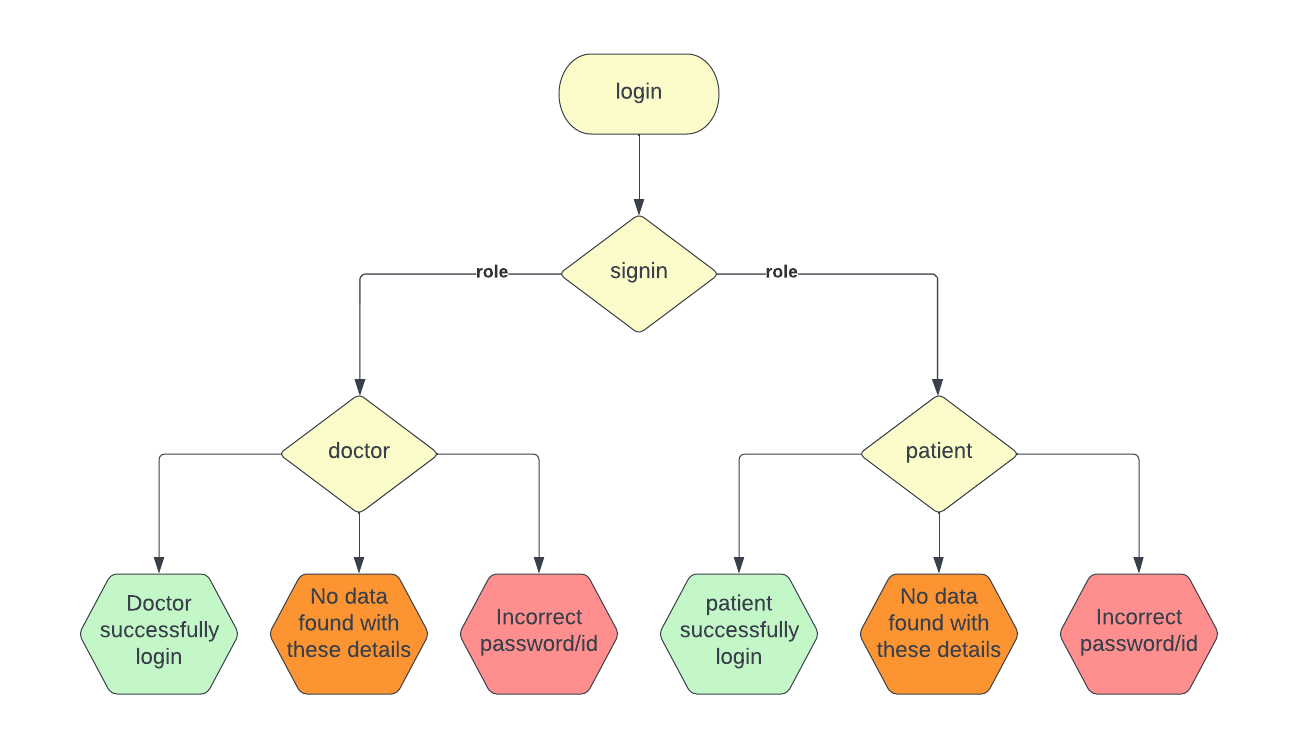 login
signin
role
role
doctor
patient
Doctor
successfully
login
No data
found with
these details
Incorrect
password/id
patient
successfully
login
No data
found with
these details
Incorrect
password/id